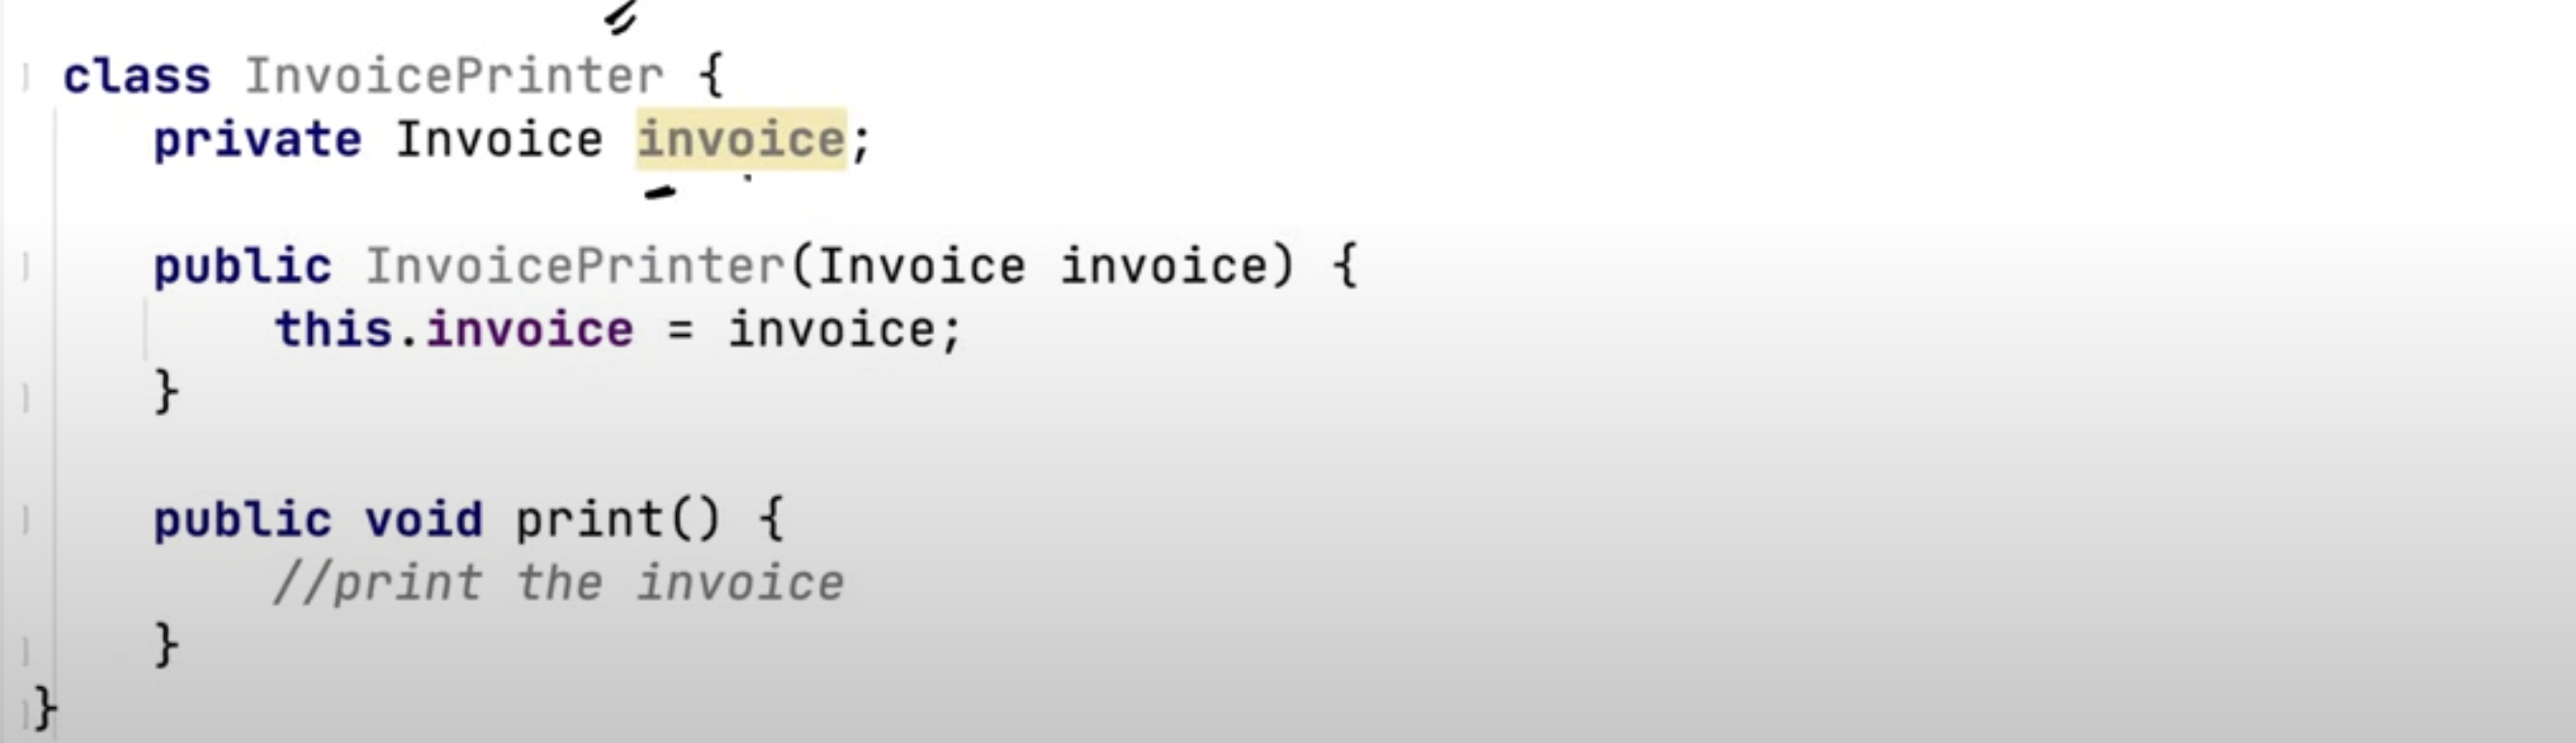 class InvoicePrinter {
private Invoice invoice;
public InvoicePrinter(Invoice invoice) {
this.invoice = invoice;
}
public void print() {
//print the invoice
}
}